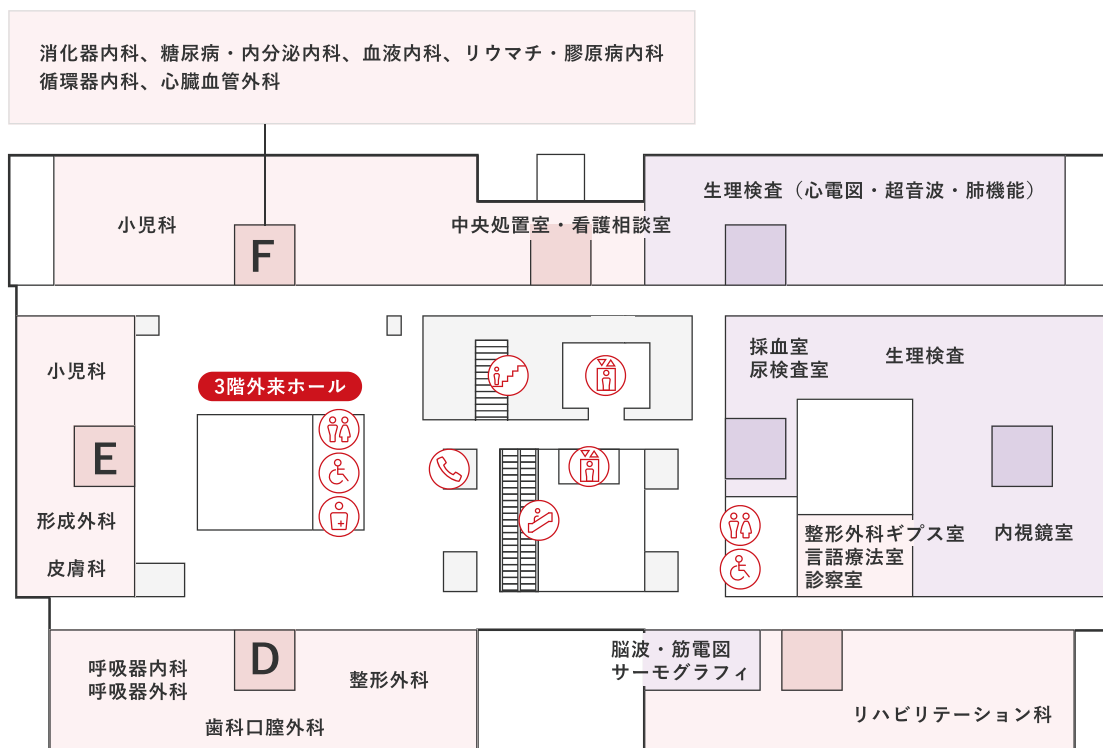 消化器内科、糖尿病・内分泌内科、血液内科、リウマチ・膠原病内科
循環器内科、心臓血管外科
小児科
F
中央処置室・看護相談室
生理検査（心電図・超音波・肺機能）
小児科
E
形成外科
皮膚科
3階外来ホール
採血室
尿検査室
生理検査
整形外科ギプス室
言語療法室
診察室
内視鏡室
呼吸器内科
呼吸器外科
D
整形外科
歯科口腔外科
脳波・筋電図
サーモグラフィ
リハビリテーション科